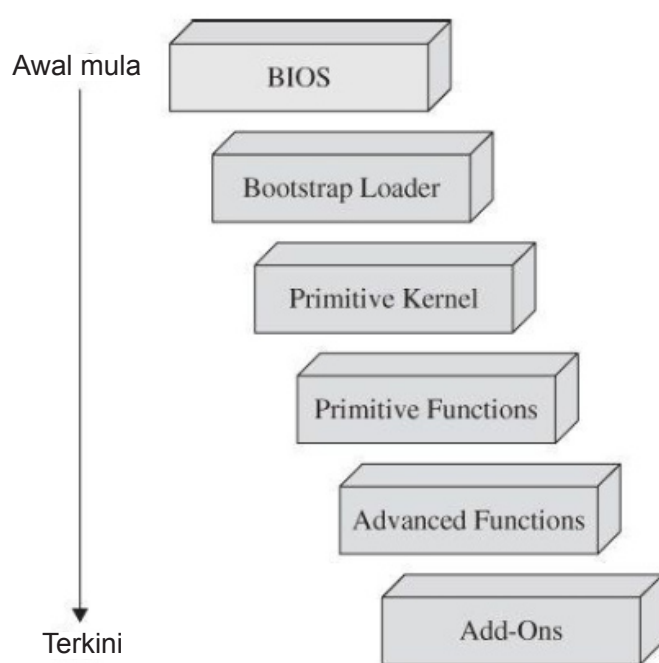 Awal mula
BIOS
Bootstrap Loader
Primitive Kernel
Primitive Functions
Advanced Functions
Add-Ons
Terkini